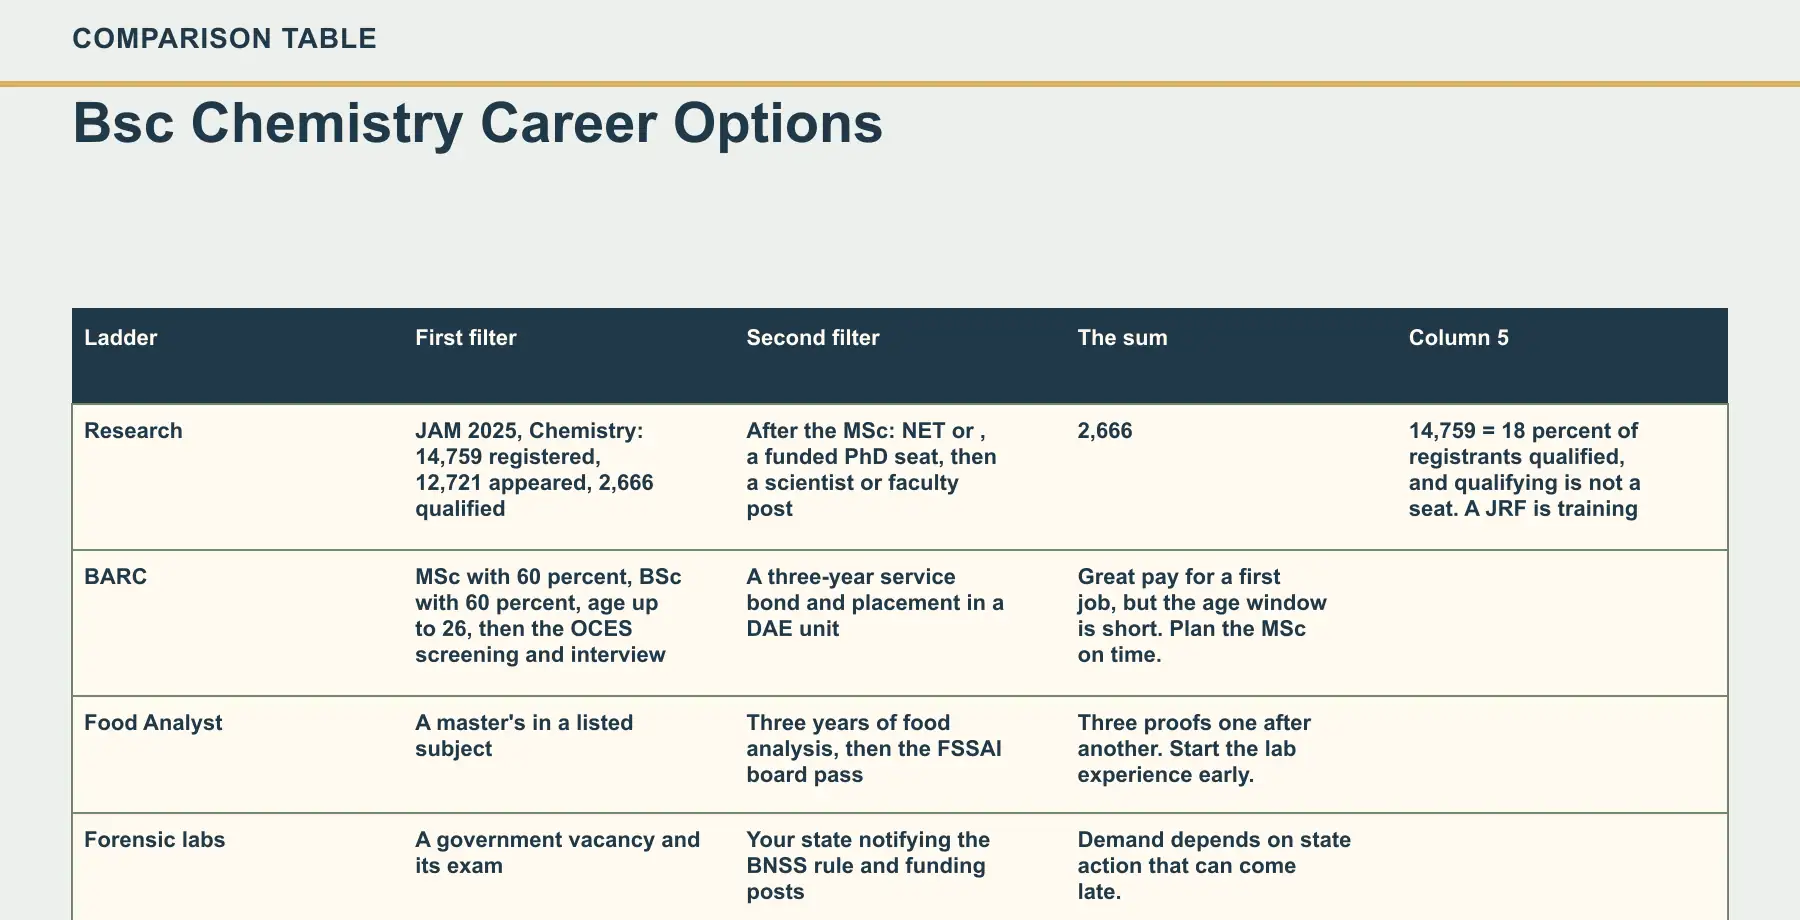 COMPARISON TABLE
Bsc Chemistry Career Options
Ladder
First filter
Second filter
The sum
Column 5
Research
JAM 2025, Chemistry:
14,759 registered,
12,721 appeared, 2,666
qualified
After the MSc: NET or ,
a funded PhD seat, then
a scientist or faculty
post
2,666
14,759 = 18 percent of
registrants qualified,
and qualifying is not a
seat. A JRF is training
BARC
MSc with 60 percent, BSc
with 60 percent, age up
to 26, then the OCES
screening and interview
A three-year service
bond and placement in a
DAE unit
Great pay for a first
job, but the age window
is short. Plan the MSc
on time.
Food Analyst
A master's in a listed
subject
Three years of food
analysis, then the FSSAI
board pass
Three proofs one after
another. Start the lab
experience early.
Forensic labs
A government vacancy and
its exam
Your state notifying the
BNSS rule and funding
posts
Demand depends on state
action that can come
late.